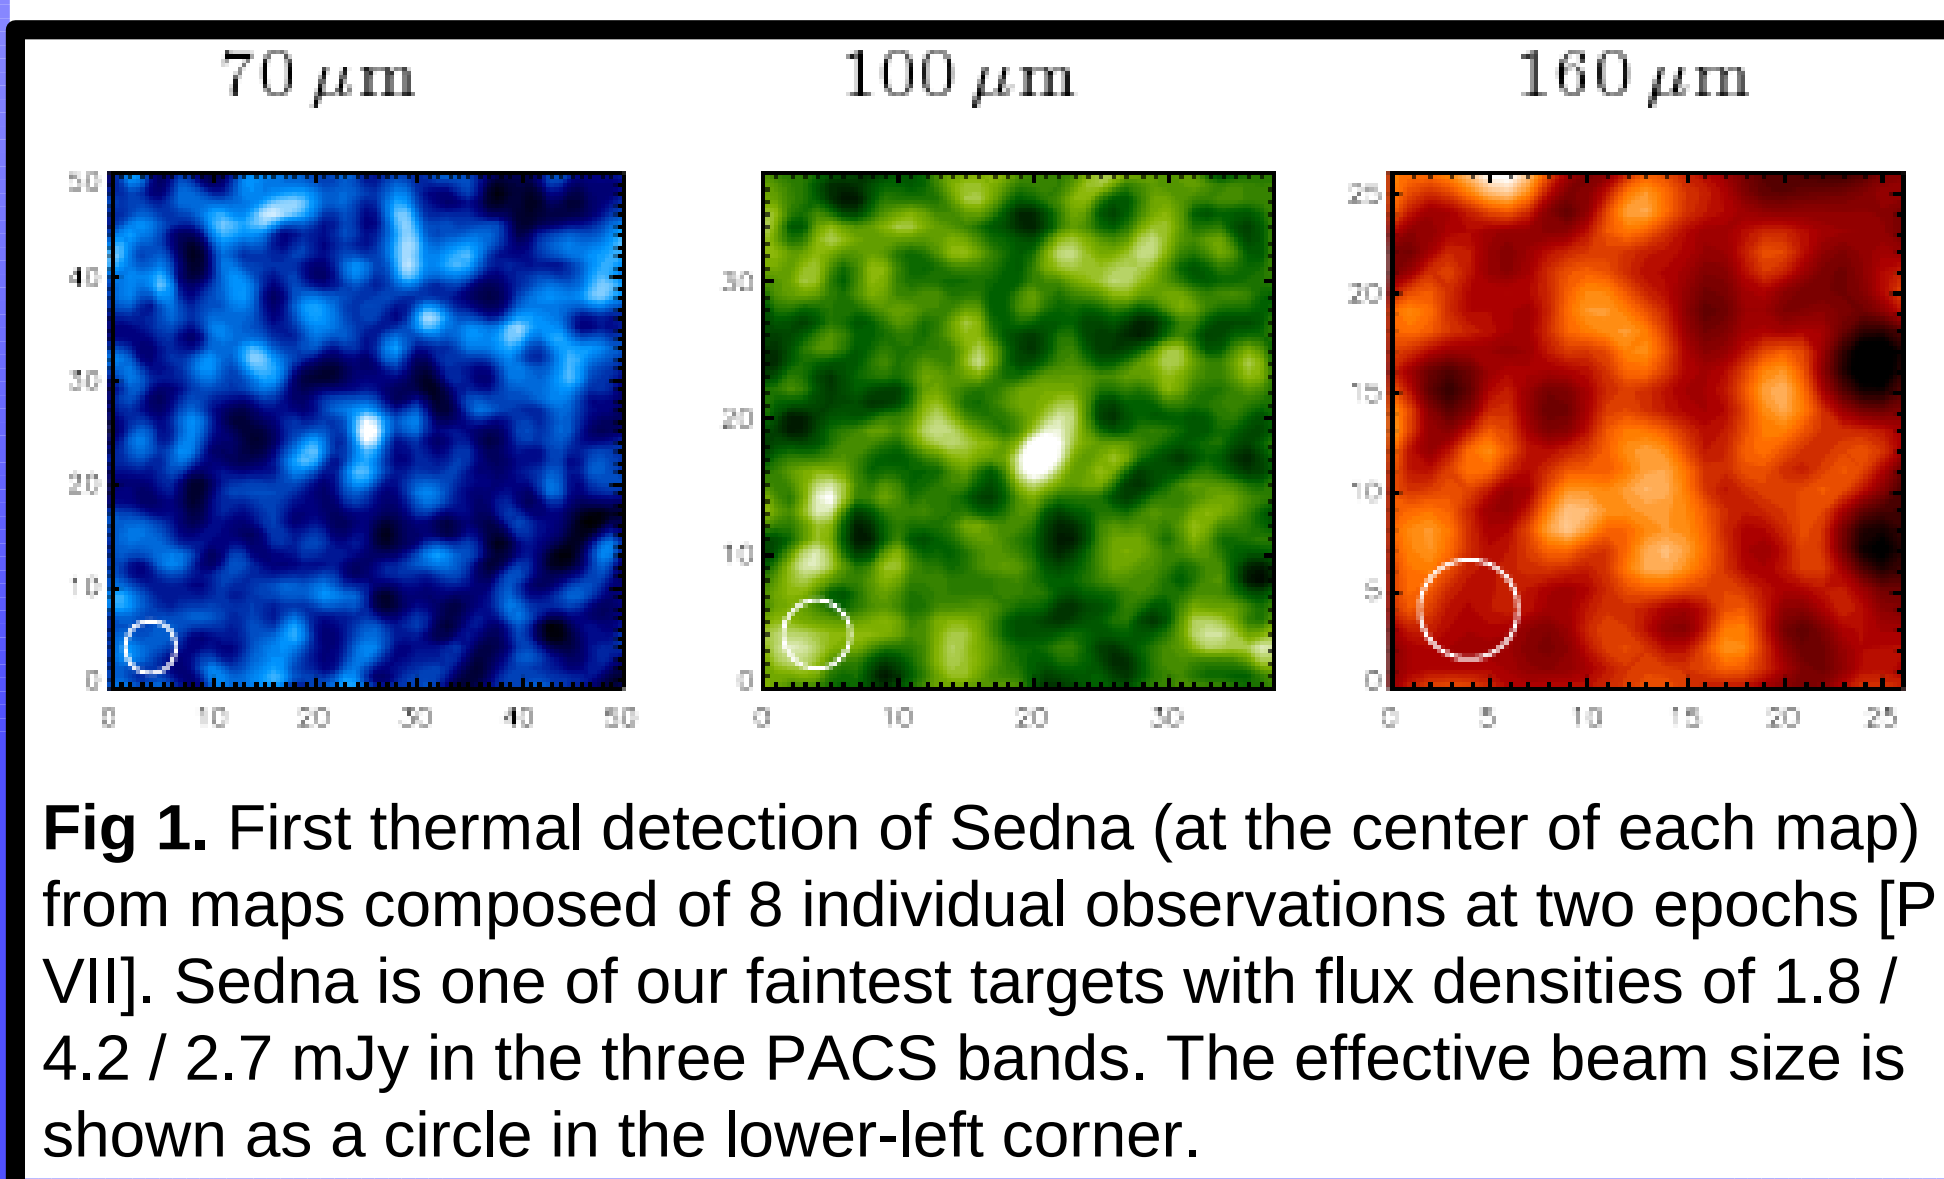 70 μm 100 μm 160 μm
50 40 30 20 10 0
0 10 20 30 40 50
30 20 10 0
0 10 20 30
25 20 15 10 5 0
0 5 10 15 20 25
Fig 1. First thermal detection of Sedna (at the center of each map)
from maps composed of 8 individual observations at two epochs [P
VII]. Sedna is one of our faintest targets with flux densities of 1.8 /
4.2 / 2.7 mJy in the three PACS bands. The effective beam size is
shown as a circle in the lower-left corner.